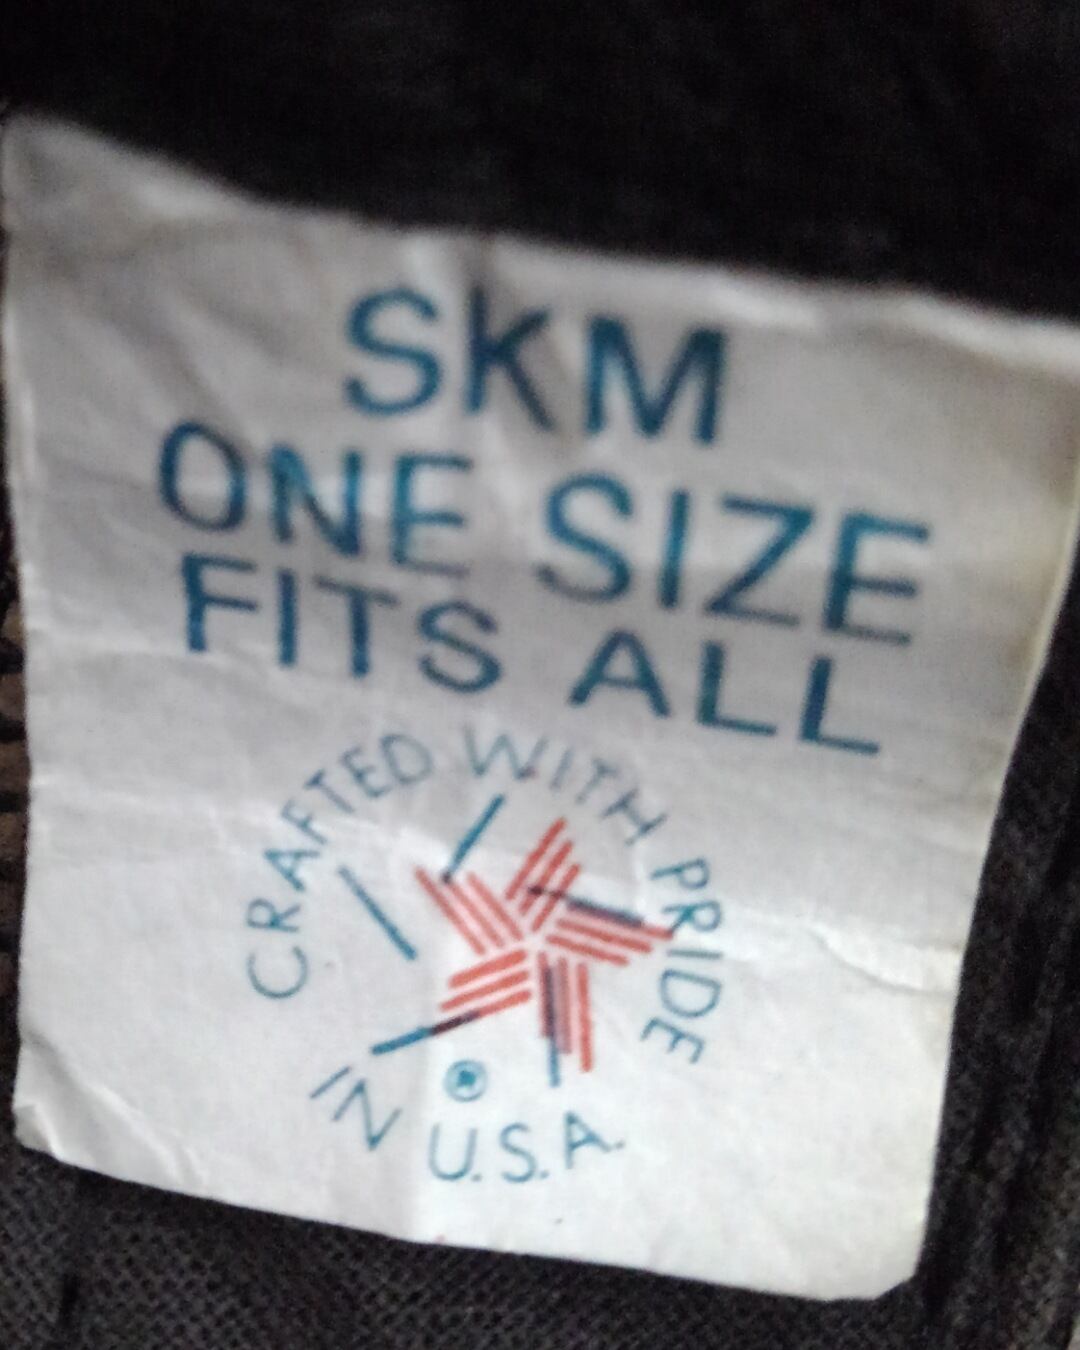 SKM
ONE SIZE
FITS ALL
CRAFTED WITH PRIDE
IN U.S.A.
®